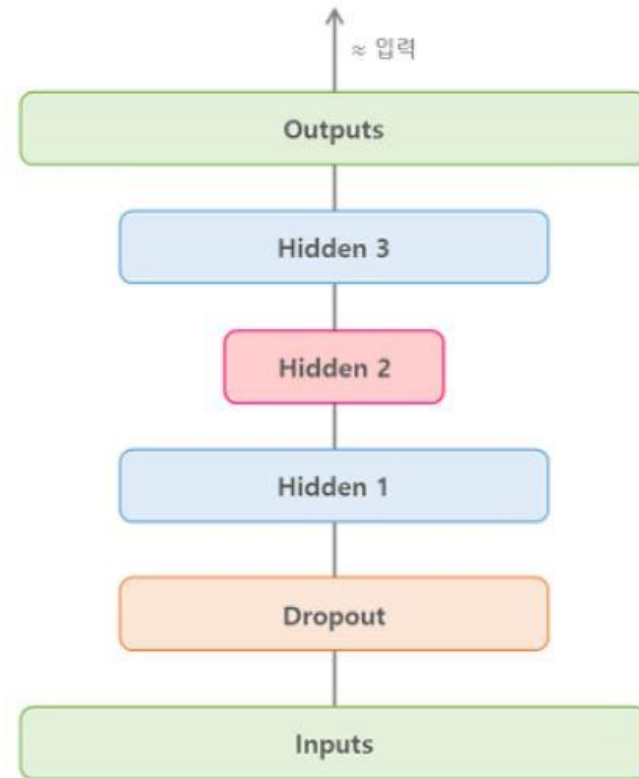 ≈ 입력
Outputs
Hidden 3
Hidden 2
Hidden 1
Dropout
Inputs